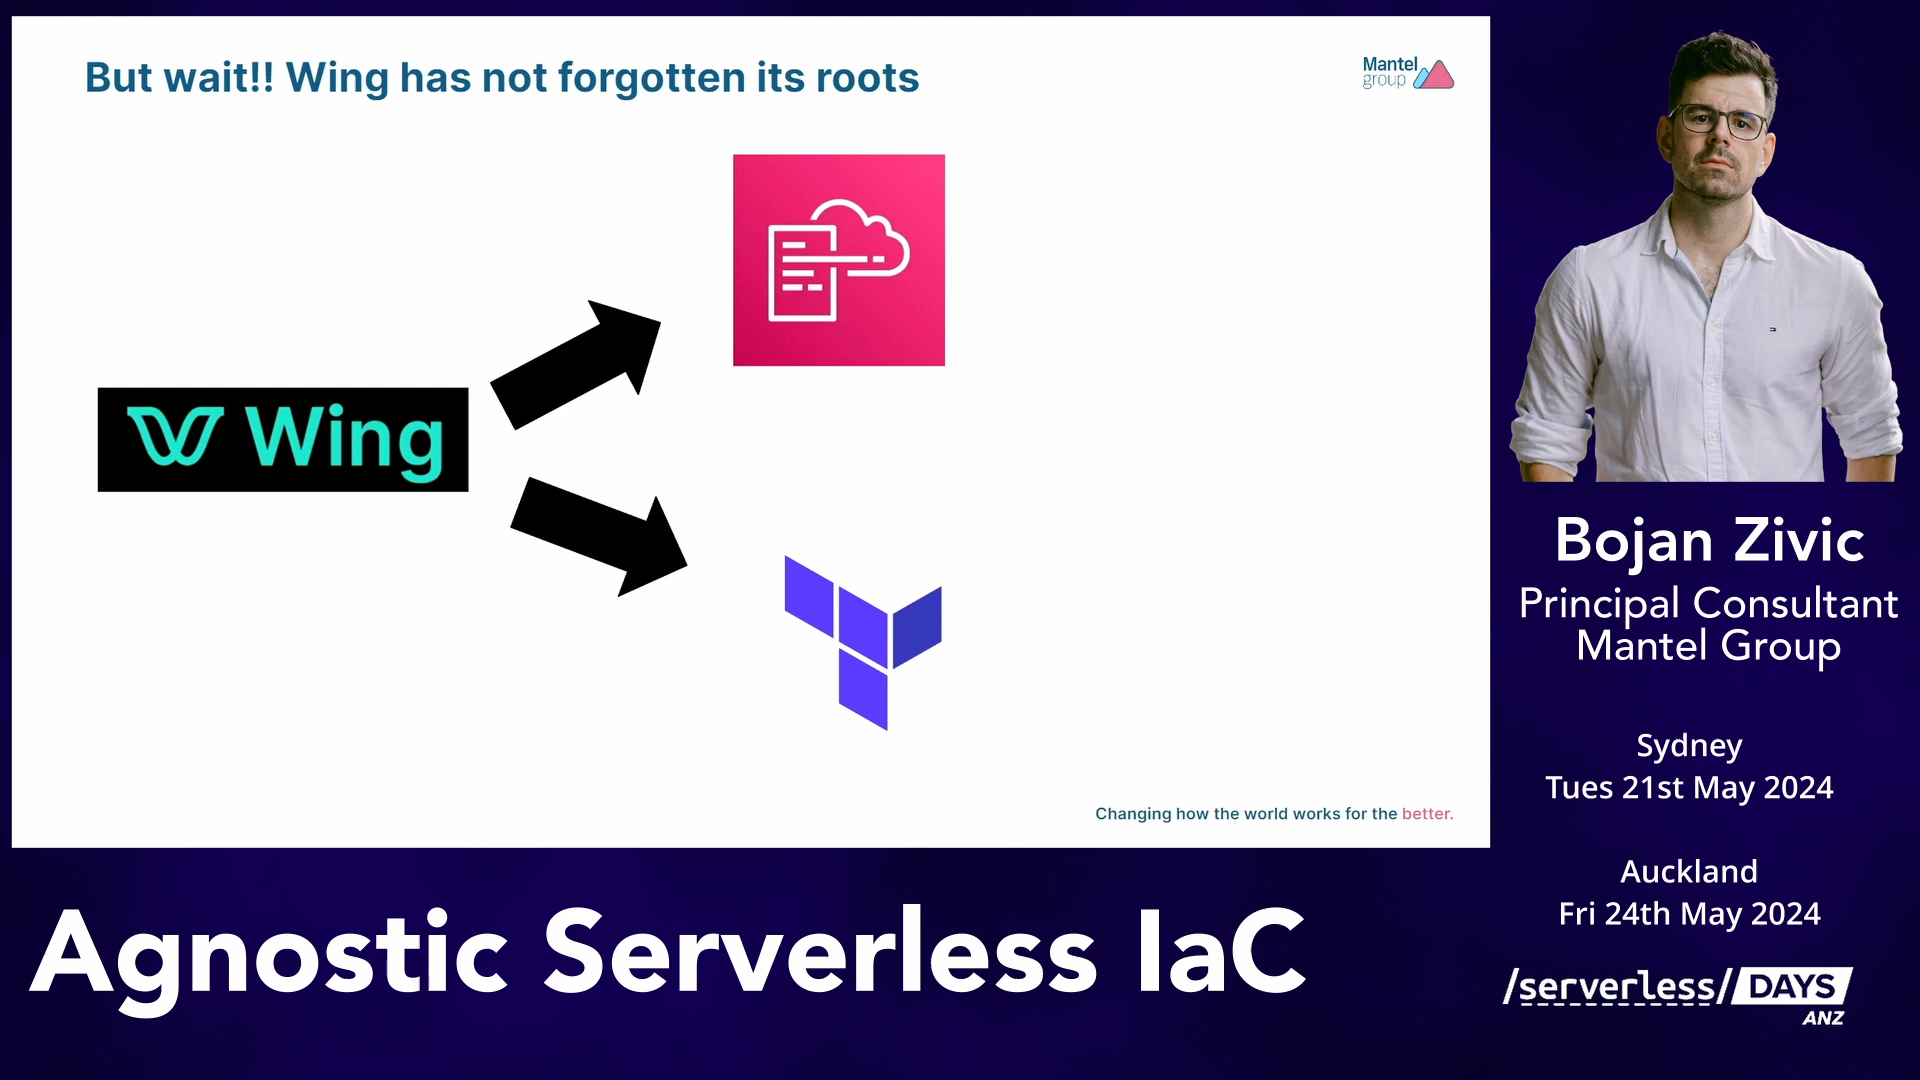 But wait!! Wing has not forgotten its roots
Mantel
group
Wing
Changing how the world works for the better.
Bojan Zivic
Principal Consultant
Mantel Group
Sydney
Tues 21st May 2024
Auckland
Fri 24th May 2024
Agnostic Serverless IaC
/serverless/ DAYS
ANZ